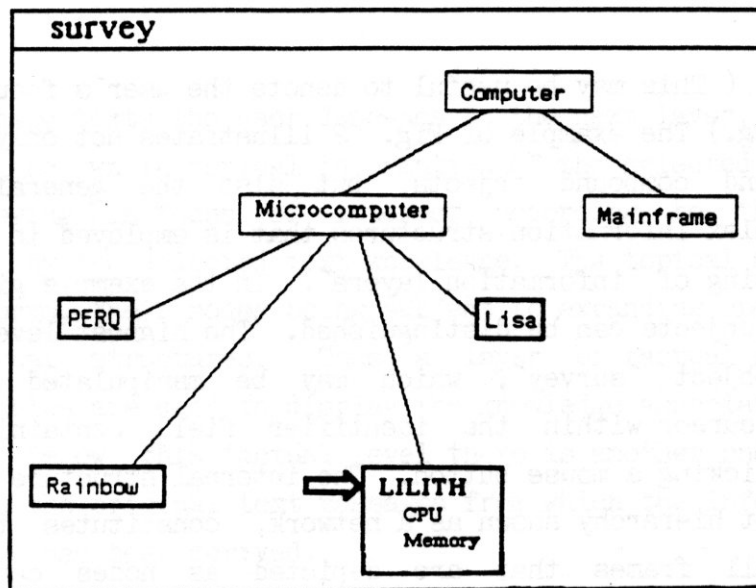 survey
Computer
Microcomputer
Mainframe
PERQ
Lisa
Rainbow
LILITH
CPU
Memory